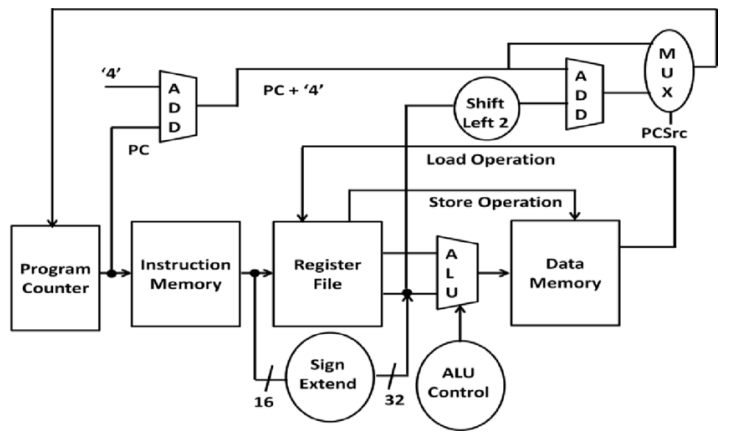 '4'
A
D
D
PC + '4'
PC
Shift
Left 2
A
D
D
M
U
X
PCSrc
Load Operation
Store Operation
Program
Counter
Instruction
Memory
Register
File
A
L
U
Data
Memory
Sign
Extend
16
32
ALU
Control